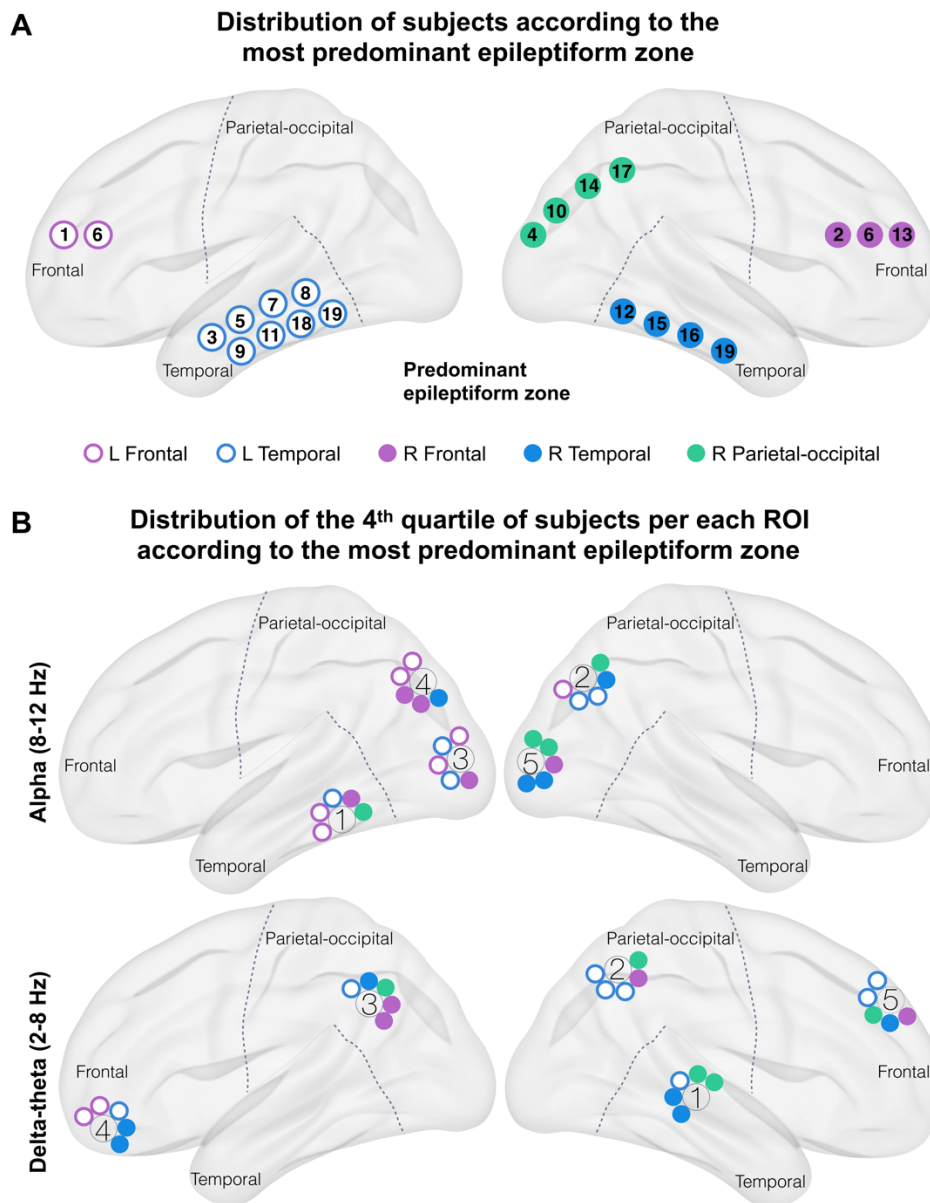 A
Distribution of subjects according to the
most predominant epileptiform zone
Parietal-occipital
Parietal-occipital
17
14
10
4
1 6
2 6 13
Frontal
Frontal
8
7
5
19
18
11
3
9
12
15
16
19
Temporal
Temporal
Predominant
epileptiform zone
L Frontal L Temporal R Frontal R Temporal R Parietal-occipital
B
Distribution of the 4th quartile of subjects per each ROI
according to the most predominant epileptiform zone
Alpha (8-12 Hz)
Parietal-occipital
Parietal-occipital
4
2
Frontal
3
5
Frontal
1
Temporal
Temporal
Delta-theta (2-8 Hz)
Parietal-occipital
Parietal-occipital
3
2
5
Frontal
Frontal
4
1
Temporal
Temporal